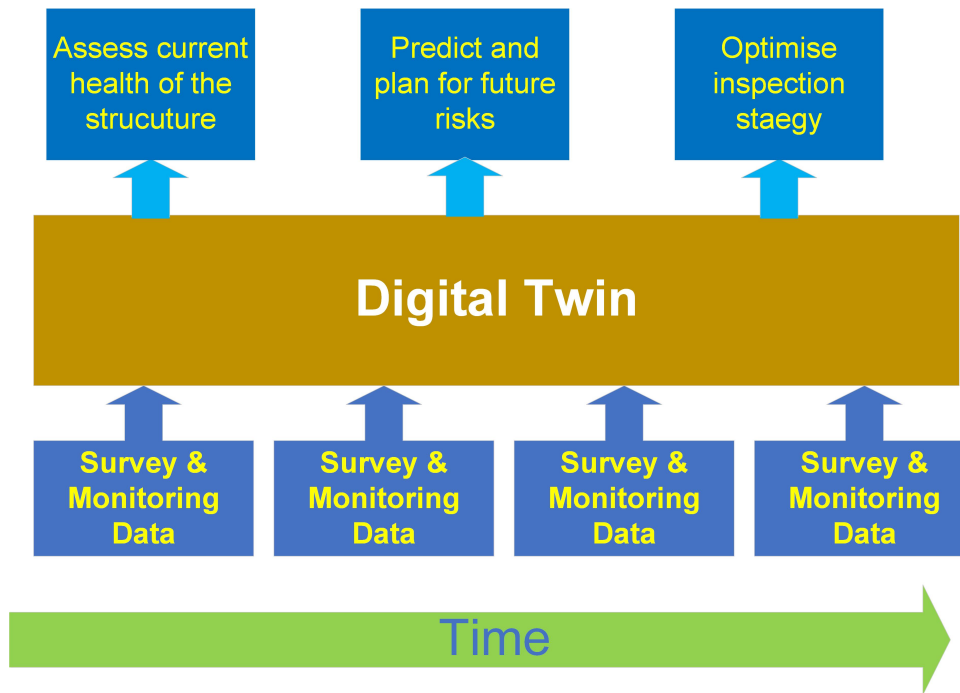 Assess current
health of the
strucuture
Predict and
plan for future
risks
Optimise
inspection
staegy
Digital Twin
Survey &
Monitoring
Data
Survey &
Monitoring
Data
Survey &
Monitoring
Data
Survey &
Monitoring
Data
Time